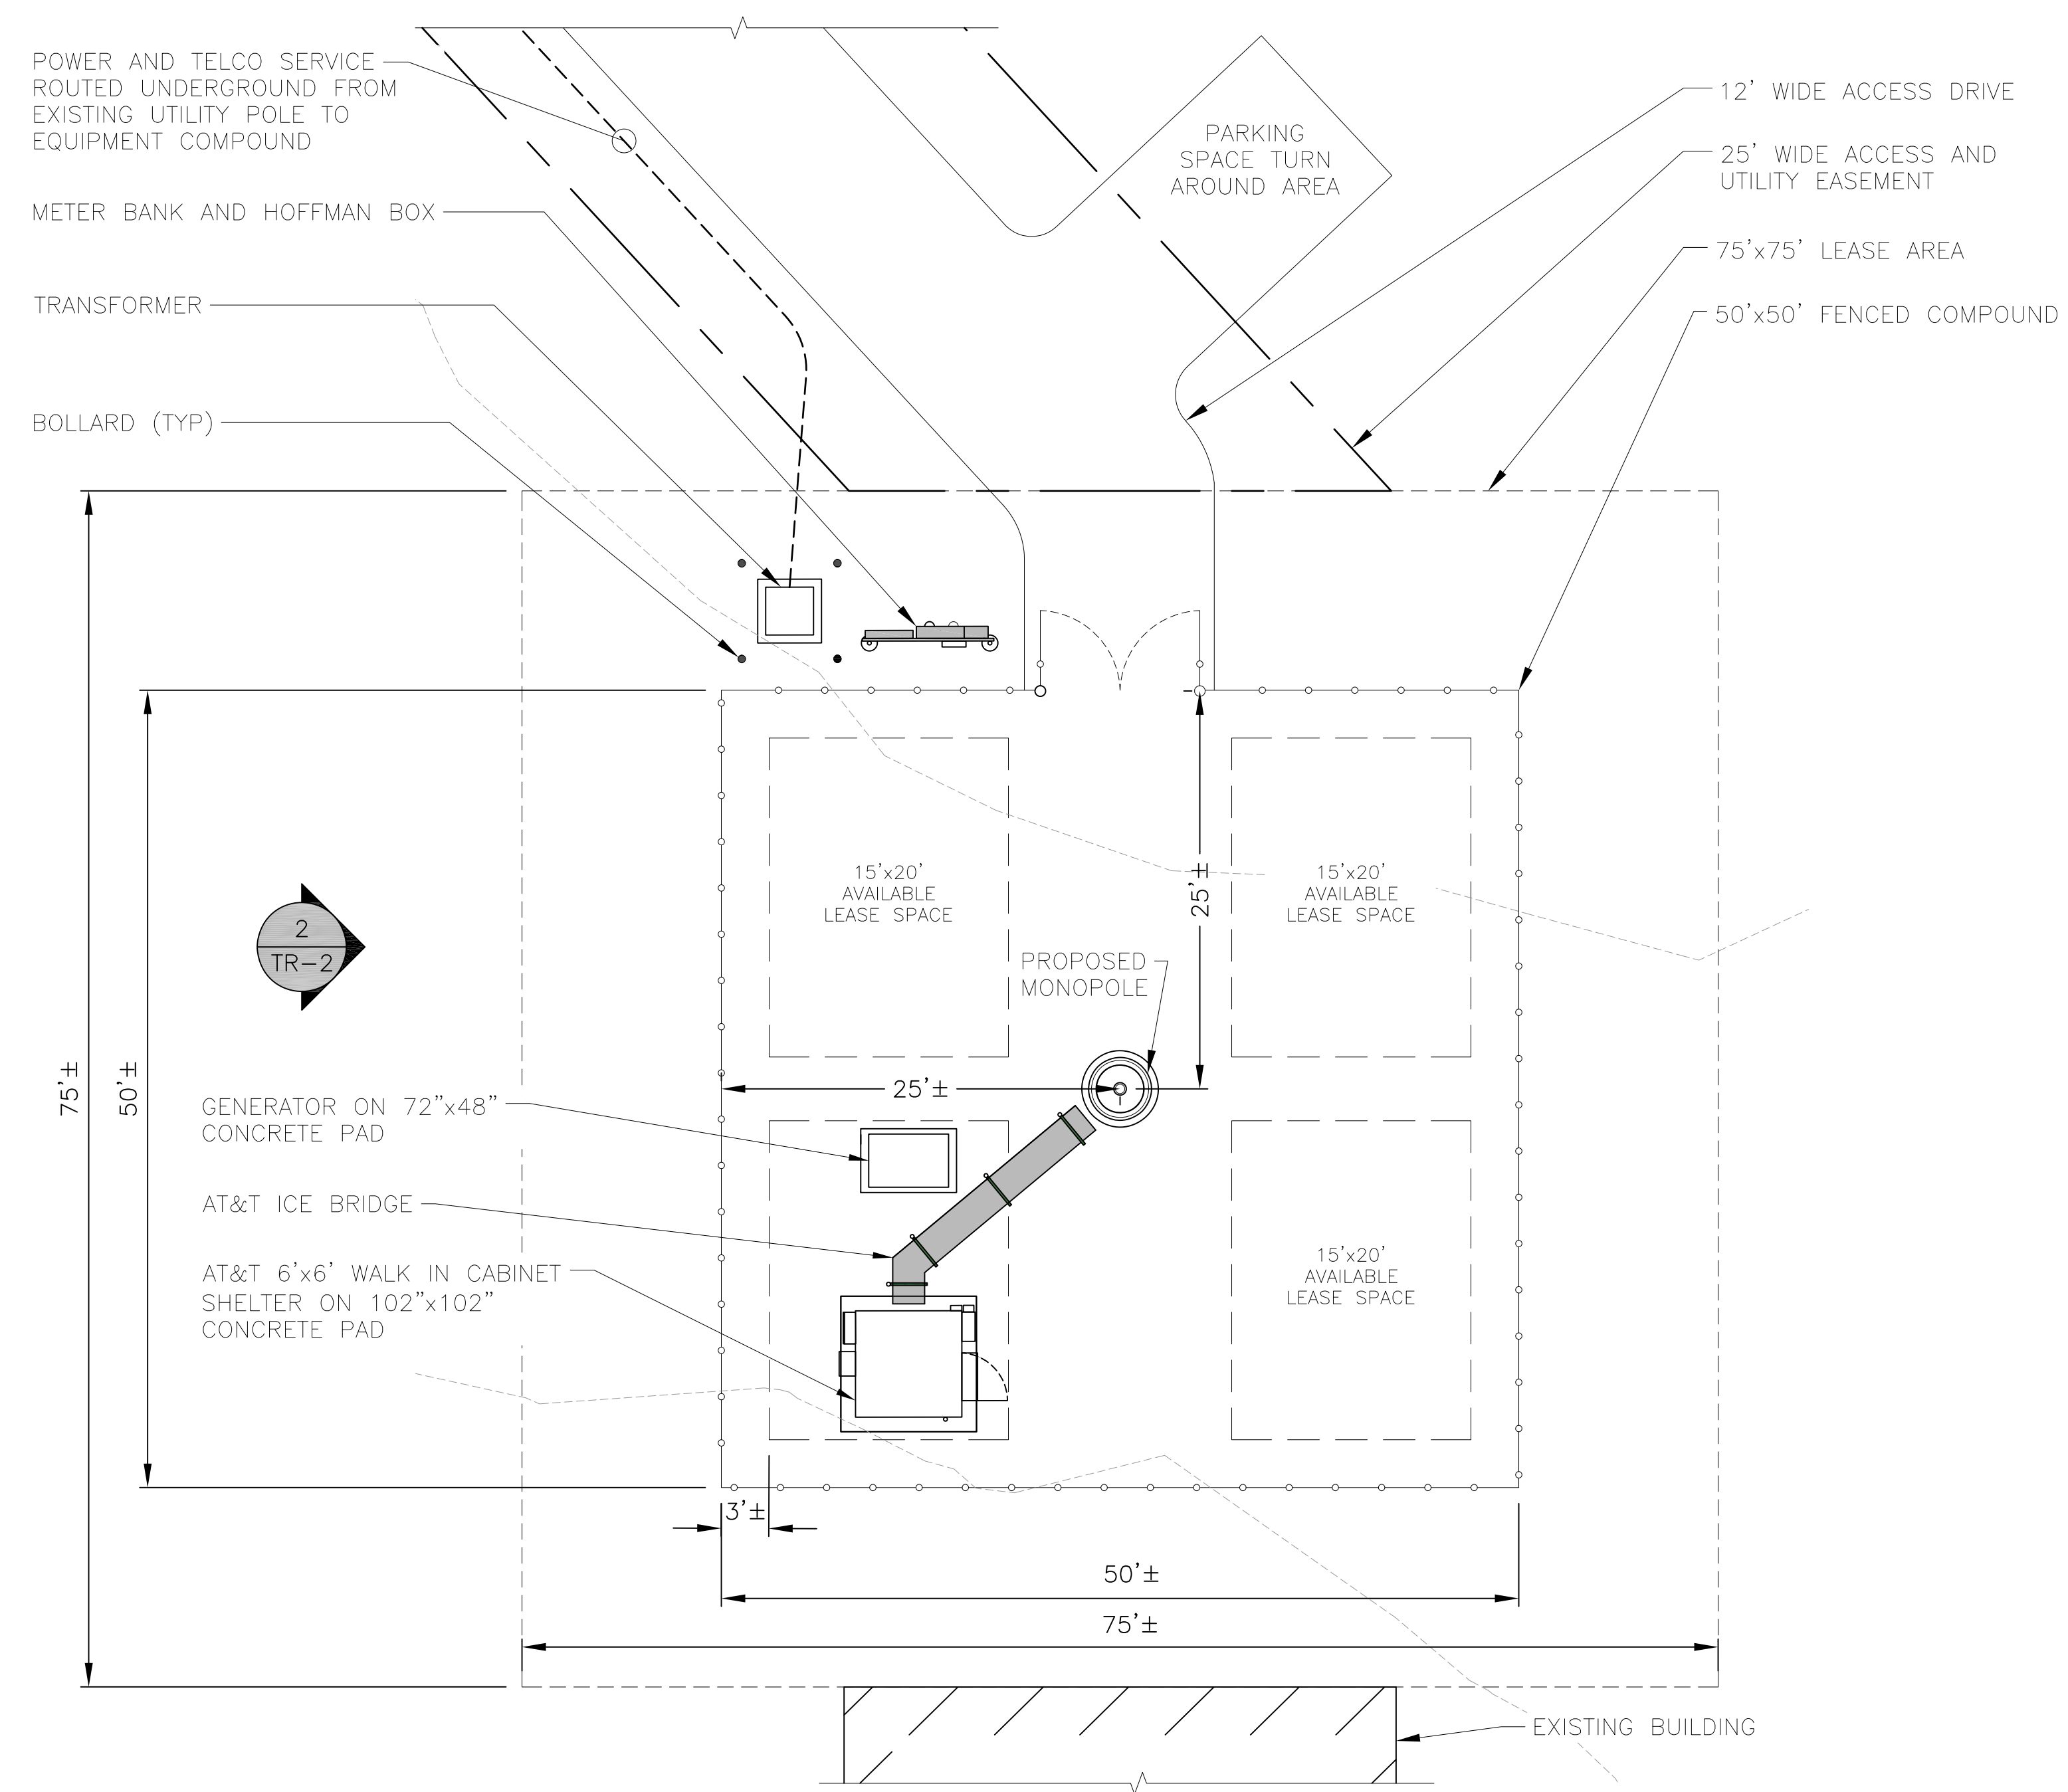 POWER AND TELCO SERVICE
ROUTED UNDERGROUND FROM
EXISTING UTILITY POLE TO
EQUIPMENT COMPOUND
METER BANK AND HOFFMAN BOX
TRANSFORMER
BOLLARD (TYP)
PARKING
SPACE TURN
AROUND AREA
12' WIDE ACCESS DRIVE
25' WIDE ACCESS AND
UTILITY EASEMENT
75'x75' LEASE AREA
50'x50' FENCED COMPOUND
15'x20'
AVAILABLE
LEASE SPACE
15'x20'
AVAILABLE
LEASE SPACE
25'±
2
TR-2
PROPOSED
MONOPOLE
75'±
50'±
25'±
GENERATOR ON 72"x48"
CONCRETE PAD
AT&T ICE BRIDGE
AT&T 6'x6' WALK IN CABINET
SHELTER ON 102"x102"
CONCRETE PAD
15'x20'
AVAILABLE
LEASE SPACE
3'±
50'±
75'±
EXISTING BUILDING